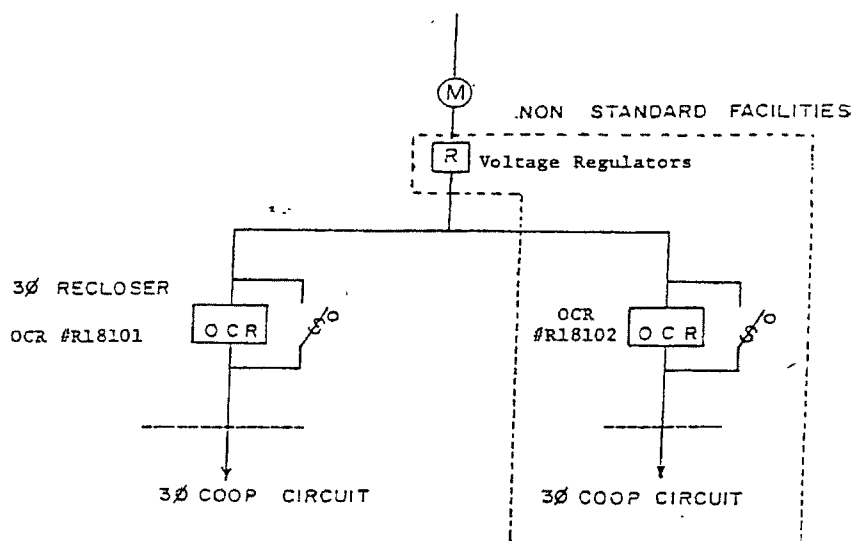 M
.NON STANDARD FACILITIES
R Voltage Regulators
3Ø RECLOSER
OCR #R18101
OCR
OCR
#R18102
OCR
3Ø COOP CIRCUIT
3Ø COOP CIRCUIT